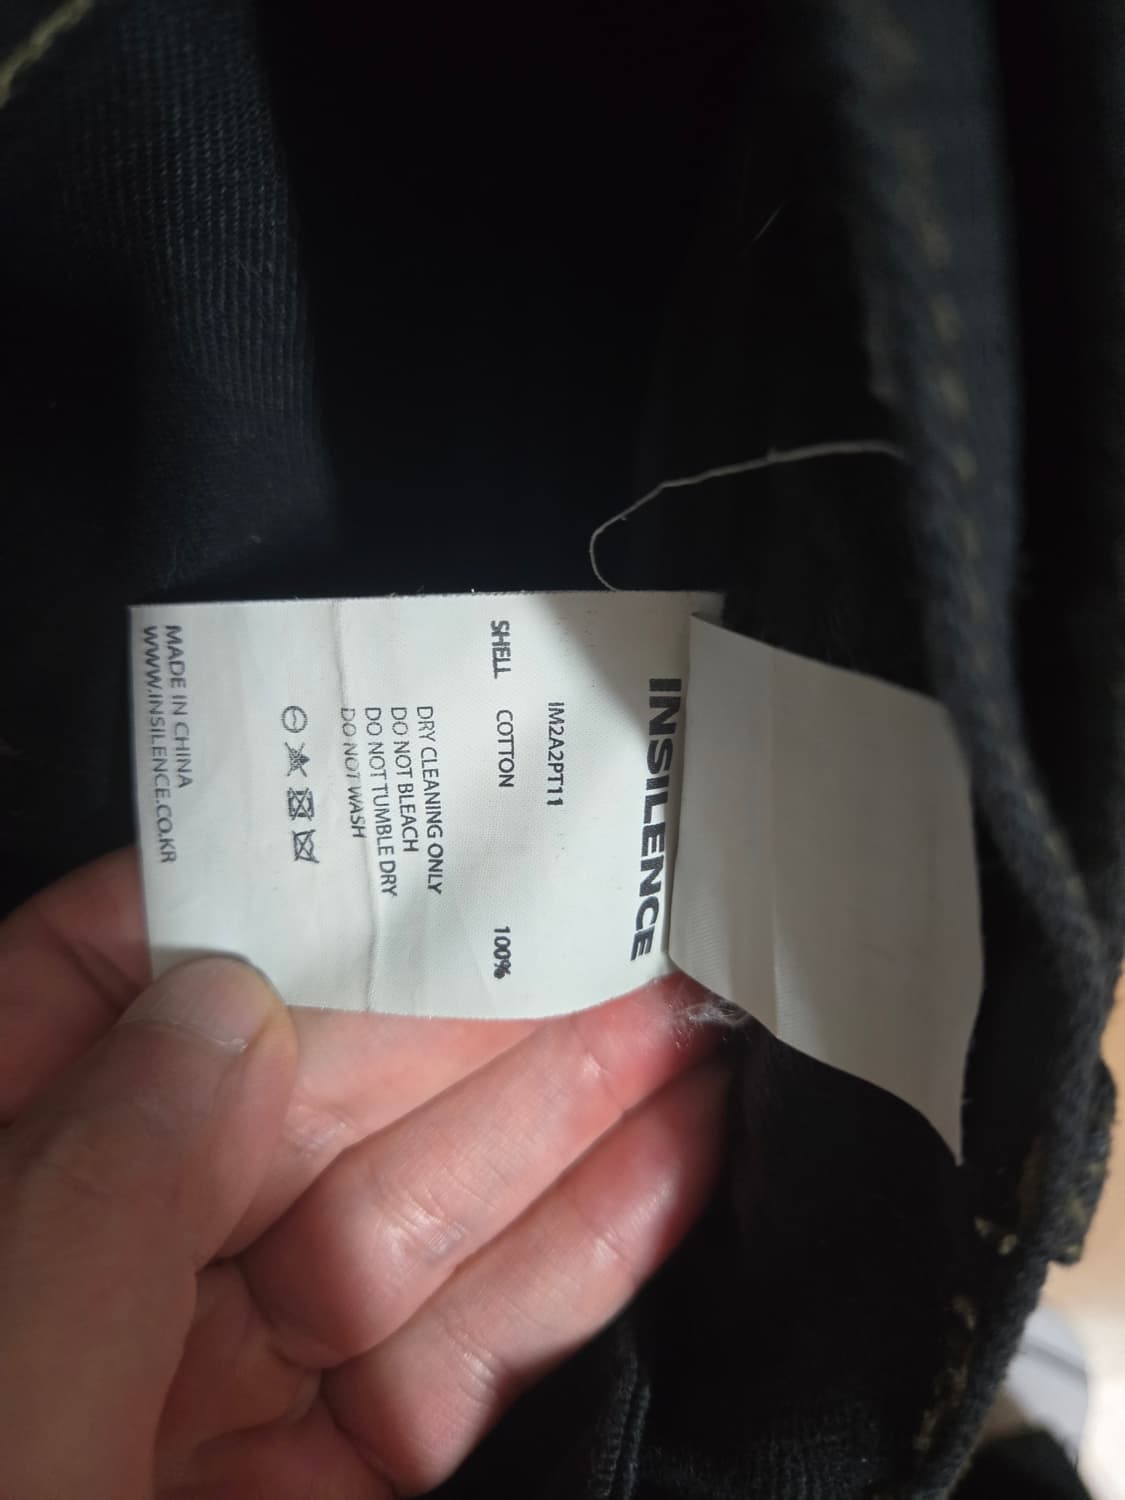 INSILENCE
IM2A2PT11
SHELL COTTON 100%
DRY CLEANING ONLY
DO NOT BLEACH
DO NOT TUMBLE DRY
DO NOT WASH
MADE IN CHINA
WWW.INSILENCE.CO.KR